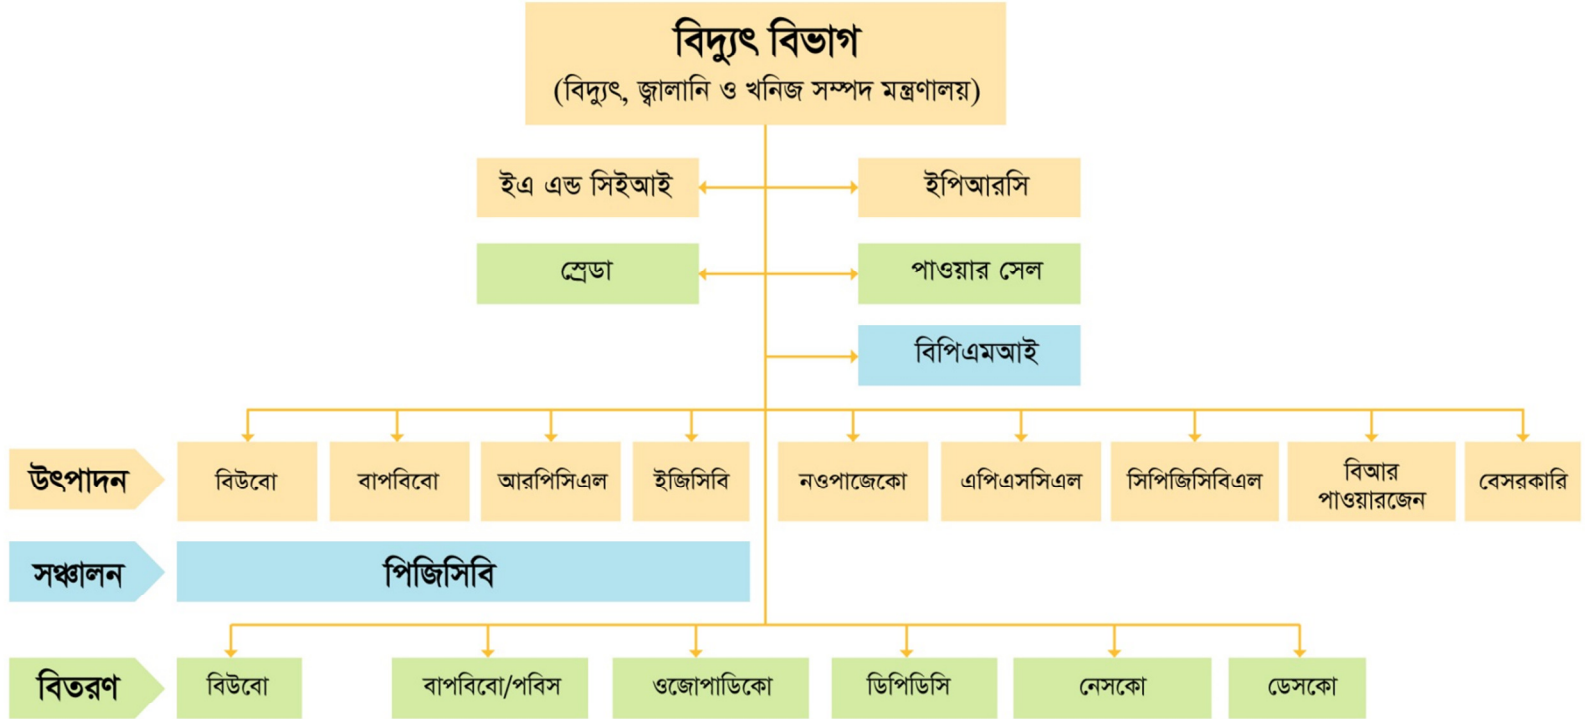 বিদ্যুৎ বিভাগ
(বিদ্যুৎ, জ্বালানি ও খনিজ সম্পদ মন্ত্রণালয়)
ইএ এন্ড সিইআই
ইপিআরসি
স্রেডা
পাওয়ার সেল
বিপিএমআই
উৎপাদন
বিউবো
বাপবিবো
আরপিসিএল
ইজিসিবি
নওপাজেকো
এপিএসসিএল
সিপিজিসিবিএল
বিআর
পাওয়ারজেন
বেসরকারি
সঞ্চালন
পিজিসিবি
বিতরণ
বিউবো
বাপবিবো/পবিস
ওজোপাডিকো
ডিপিডিসি
নেসকো
ডেসকো